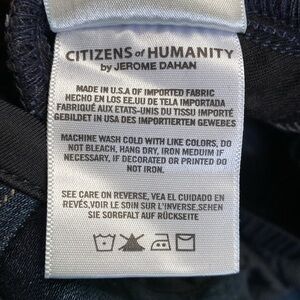 CITIZENS of HUMANITY
by JEROME DAHAN
MADE IN U.S.A OF IMPORTED FABRIC
HECHO EN LOS EE.UU DE TELA IMPORTADA
FABRIQUÉ AUX ETATS-UNIS DU TISSU IMPORTÉ
GEBILDET IN USA DES IMPORTIERTEN GEWEBES
MACHINE WASH COLD WITH LIKE COLORS, DO
NOT BLEACH, HANG DRY, IRON MEDIUM IF
NECESSARY, IF DECORATED OR PRINTED DO
NOT IRON.
SEE CARE ON REVERSE, VEA EL CUIDADO EN
REVÉS, VOIR LE SOIN SUR L'INVERSE, SEHEN
SIE SORGFALT AUF RÜCKSEITE